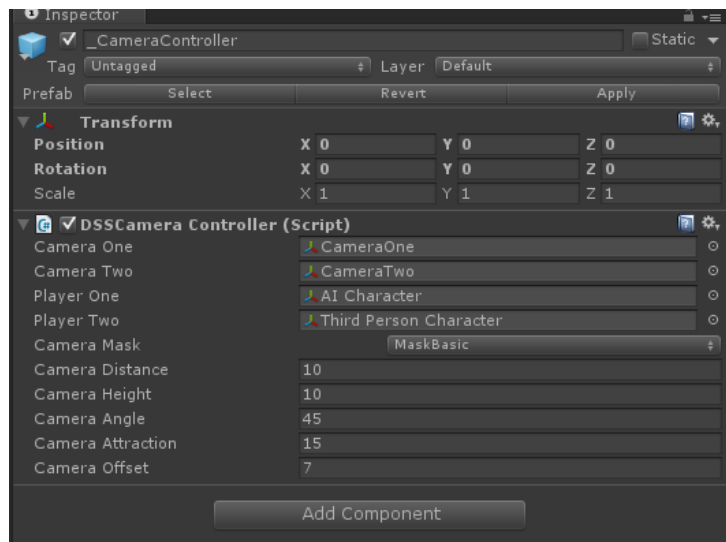 Inspector
_CameraController Static
Tag Untagged Layer Default
Prefab Select Revert Apply
Transform
Position X 0 Y 0 Z 0
Rotation X 0 Y 0 Z 0
Scale X 1 Y 1 Z 1
DSSCamera Controller (Script)
Camera One CameraOne
Camera Two CameraTwo
Player One AI Character
Player Two Third Person Character
Camera Mask MaskBasic
Camera Distance 10
Camera Height 10
Camera Angle 45
Camera Attraction 15
Camera Offset 7
Add Component